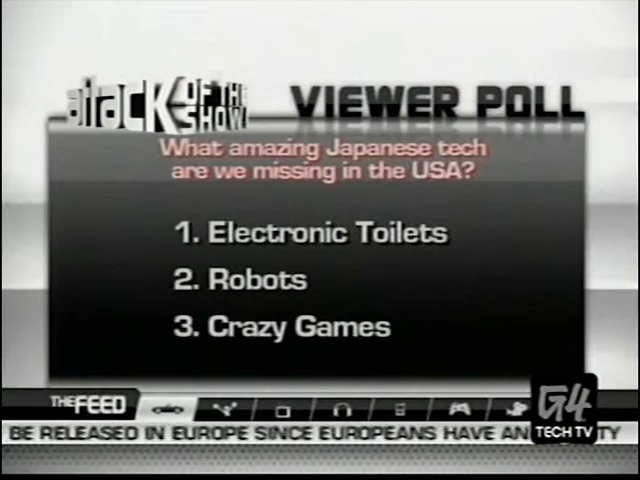 attack OF THE SHOW!
VIEWER POLL
What amazing Japanese tech
are we missing in the USA?
1. Electronic Toilets
2. Robots
3. Crazy Games
THE FEED
G4
TECH TV
BE RELEASED IN EUROPE SINCE EUROPEANS HAVE AN TY